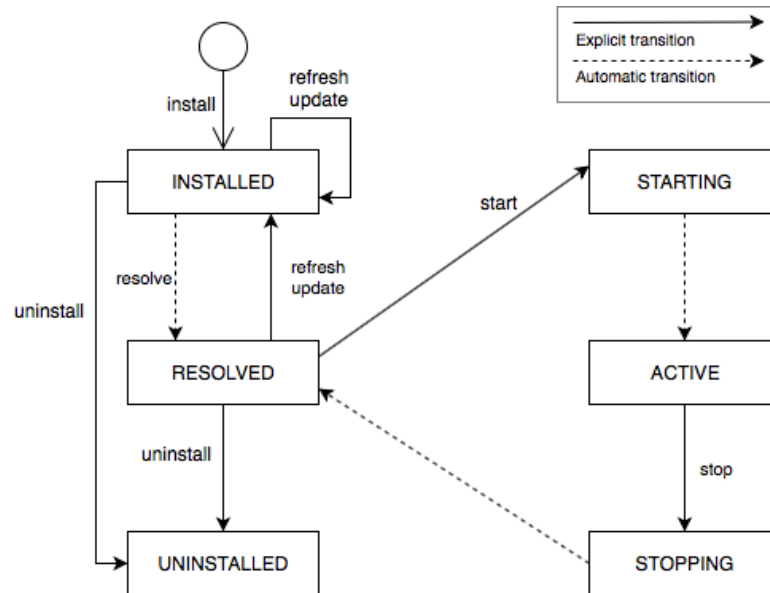 Explicit transition
Automatic transition
install
refresh
update
INSTALLED
STARTING
start
resolve
refresh
update
uninstall
RESOLVED
ACTIVE
uninstall
stop
UNINSTALLED
STOPPING